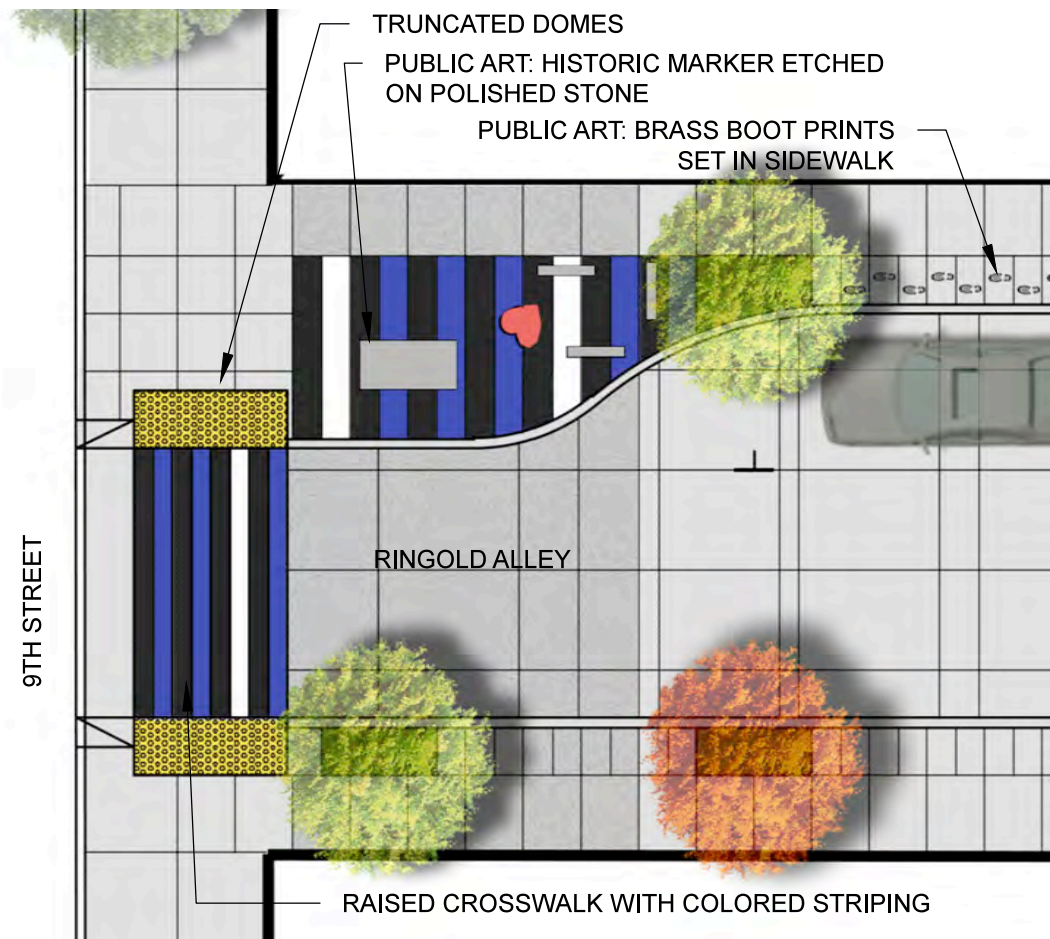 TRUNCATED DOMES
PUBLIC ART: HISTORIC MARKER ETCHED
ON POLISHED STONE
PUBLIC ART: BRASS BOOT PRINTS
SET IN SIDEWALK
9TH STREET
RINGOLD ALLEY
RAISED CROSSWALK WITH COLORED STRIPING